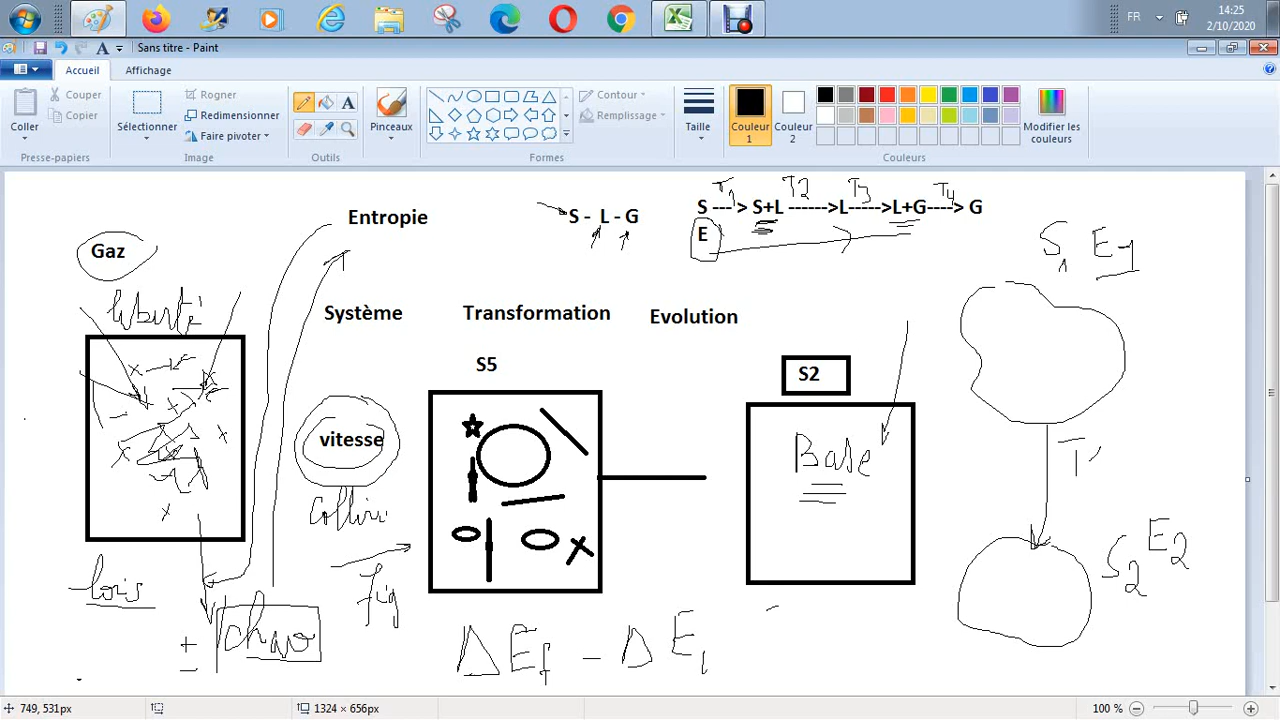 FR
14:25
2/10/2020
Sans titre - Paint
Accueil
Affichage
Coller
Couper
Copier
Presse-papiers
Sélectionner
Rogner
Redimensionner
Faire pivoter
Image
Outils
Pinceaux
Formes
Contour
Remplissage
Taille
Couleur 1
Couleur 2
Modifier les couleurs
Couleurs
T1 T2 T3 T4
Entropie
S - L - G
S ---> S+L ------->L----->L+G----> G
E
S1 E1
Gaz
liberté
Système
Transformation
Evolution
S5
S2
vitesse
Base
T
S2 E2
lois
chao
ΔEf - ΔEi
749, 531px
1324 × 656px
100 %